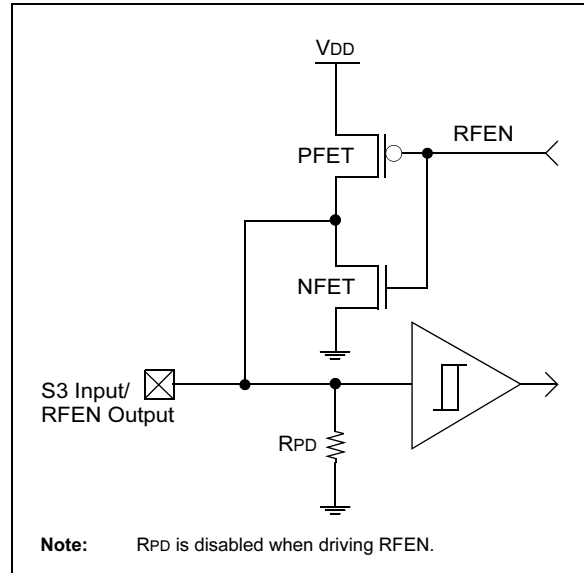 VDD
RFEN
PFET
NFET
S3 Input/
RFEN Output
RPD
Note: RPD is disabled when driving RFEN.